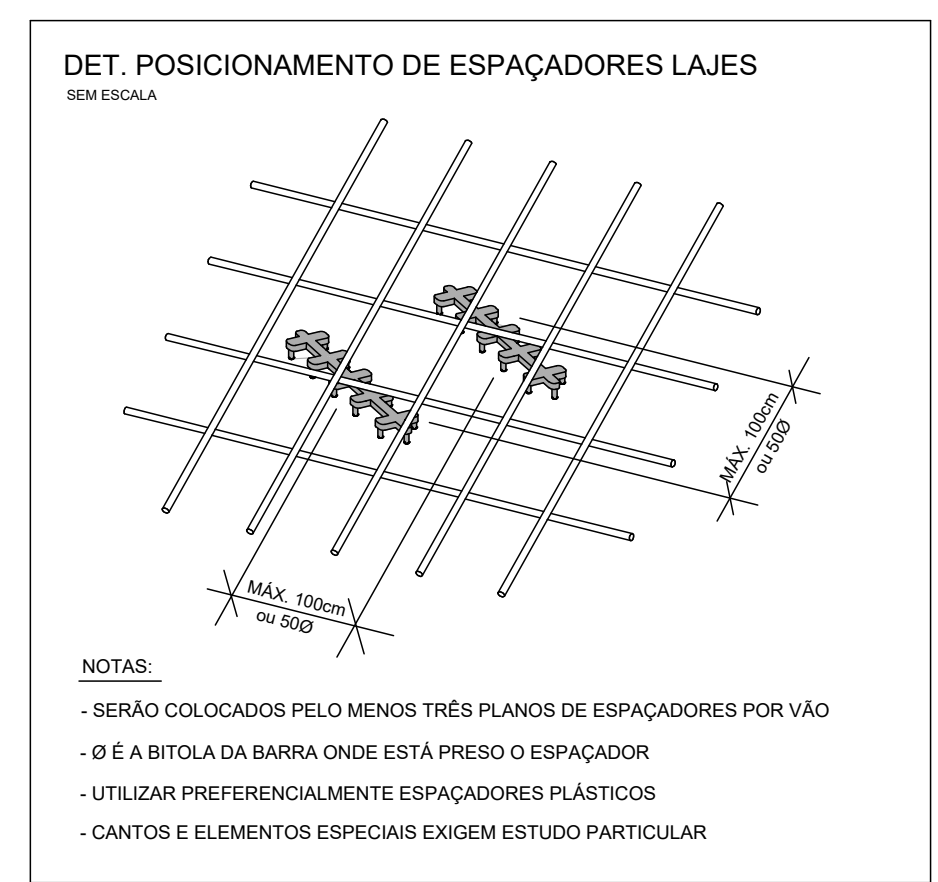 DET. POSICIONAMENTO DE ESPAÇADORES LAJES
SEM ESCALA
MÁX. 100cm
ou 50Ø
MÁX. 100cm
ou 50Ø
NOTAS:
- SERÃO COLOCADOS PELO MENOS TRÊS PLANOS DE ESPAÇADORES POR VÃO
- Ø É A BITOLA DA BARRA ONDE ESTÁ PRESO O ESPAÇADOR
- UTILIZAR PREFERENCIALMENTE ESPAÇADORES PLÁSTICOS
- CANTOS E ELEMENTOS ESPECIAIS EXIGEM ESTUDO PARTICULAR